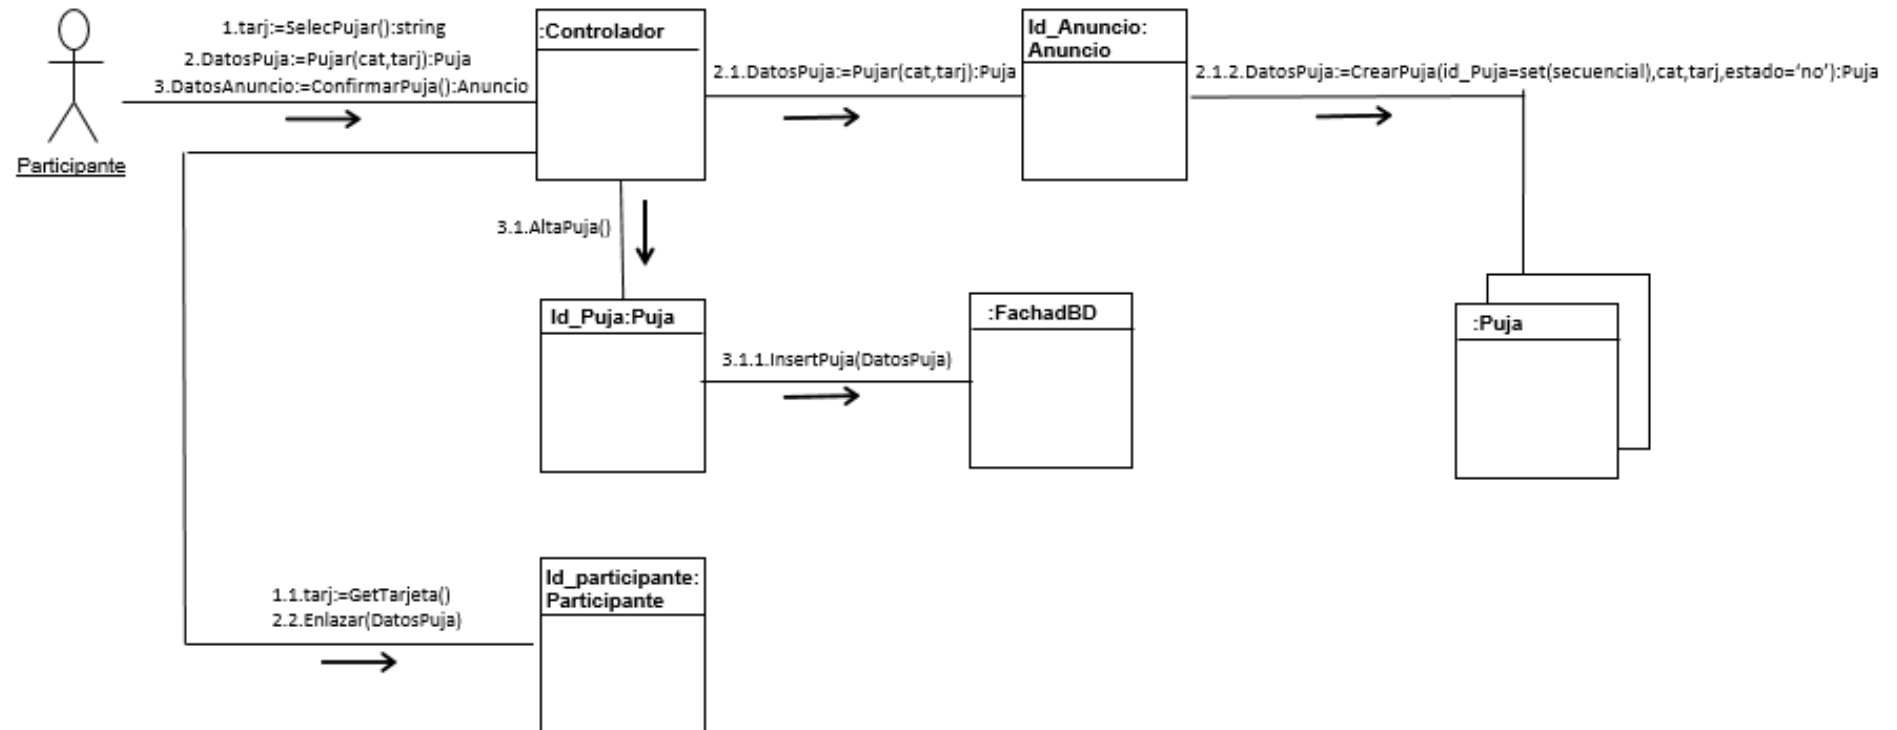 1.tarj:=SelecPujar():string
2.DatosPuja:=Pujar(cat,tarj):Puja
3.DatosAnuncio:=ConfirmarPuja():Anuncio
Participante
:Controlador
2.1.DatosPuja:=Pujar(cat,tarj):Puja
Id_Anuncio:
Anuncio
2.1.2.DatosPuja:=CrearPuja(id_Puja=set(secuencial),cat,tarj,estado=‘no’):Puja
3.1.AltaPuja()
Id_Puja:Puja
3.1.1.InsertPuja(DatosPuja)
:FachadBD
:Puja
1.1.tarj:=GetTarjeta()
2.2.Enlazar(DatosPuja)
Id_participante:
Participante